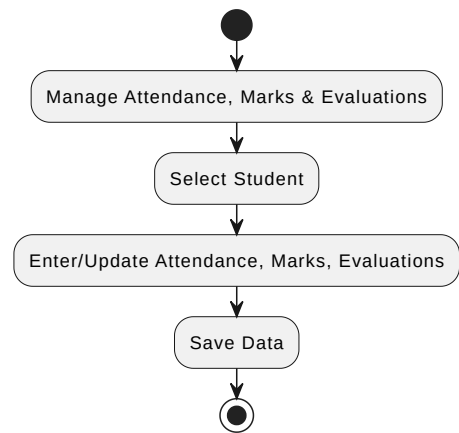 Manage Attendance, Marks & Evaluations
Select Student
Enter/Update Attendance, Marks, Evaluations
Save Data